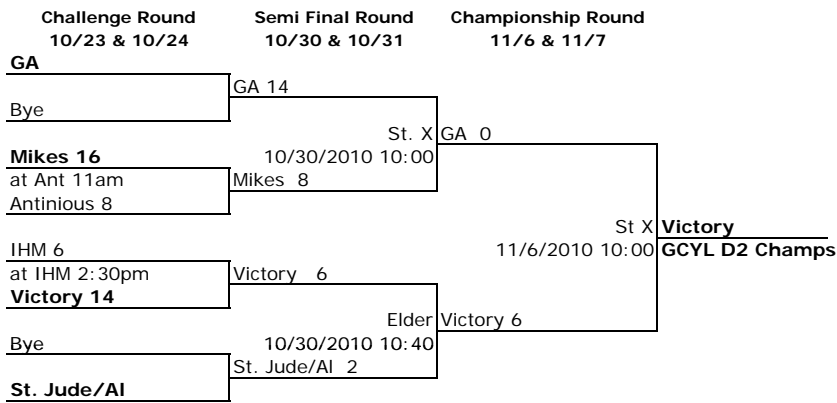 Challenge Round Semi Final Round Championship Round
10/23 & 10/24 10/30 & 10/31 11/6 & 11/7
GA
GA 14
Bye
St. X GA 0
Mikes 16 10/30/2010 10:00
at Ant 11am Mikes 8
Antinious 8
St X Victory
IHM 6 11/6/2010 10:00 GCYL D2 Champs
at IHM 2:30pm Victory 6
Victory 14
Elder Victory 6
Bye 10/30/2010 10:40
St. Jude/Al 2
St. Jude/Al